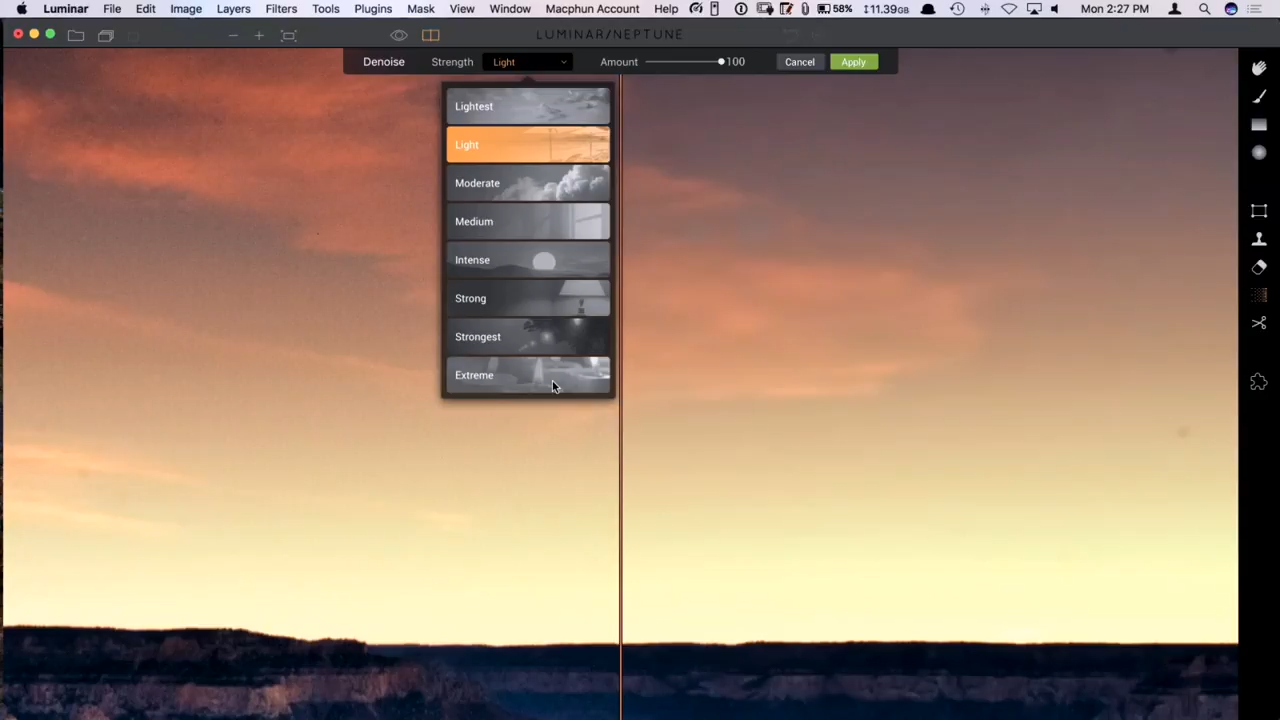 Luminar File Edit Image Layers Filters Tools Plugins Mask View Window Macphun Account Help 58% 11.39GB Mon 2:27 PM
LUMINAR/NEPTUNE
Denoise Strength Light Amount 100 Cancel Apply
Lightest
Light
Moderate
Medium
Intense
Strong
Strongest
Extreme